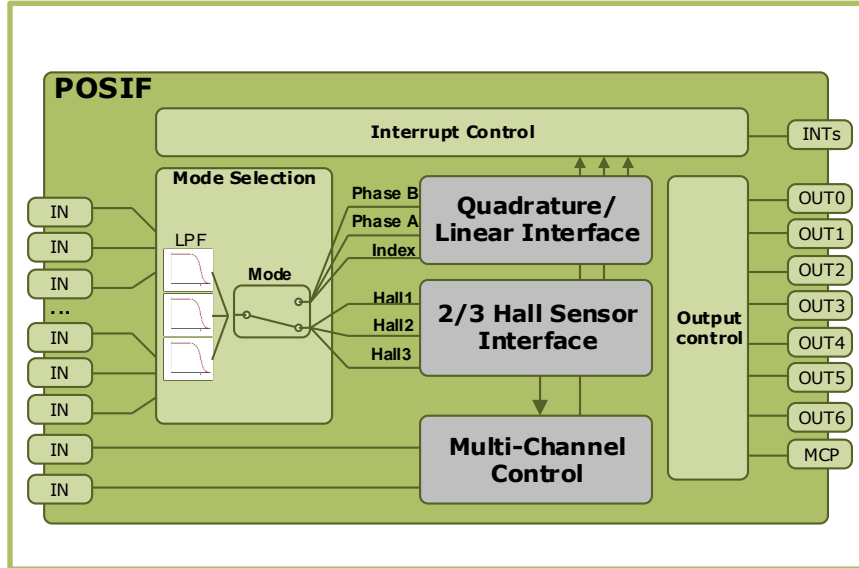 POSIF
Interrupt Control
INTs
Mode Selection
IN
IN
IN
...
IN
IN
IN
IN
IN
LPF
Mode
Phase B
Phase A
Index
Hall1
Hall2
Hall3
Quadrature/
Linear Interface
2/3 Hall Sensor
Interface
Multi-Channel
Control
Output
control
OUT0
OUT1
OUT2
OUT3
OUT4
OUT5
OUT6
MCP